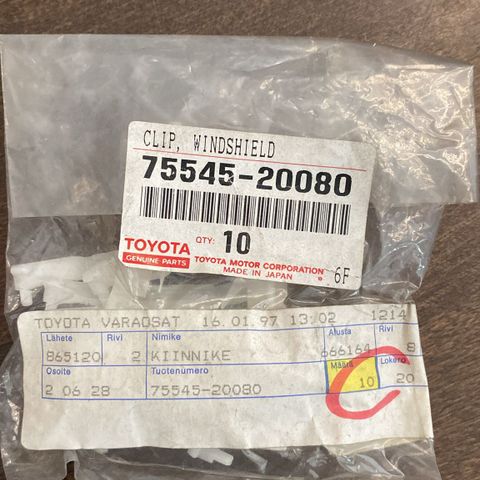 CLIP, WINDSHIELD
75545-20080
TOYOTA QTY: 10
GENUINE PARTS TOYOTA MOTOR CORPORATION
MADE IN JAPAN 6F
TOYOTA VARAOSAT 16.01.97 13:02 1214
Lähete Rivi Nimike Alusta Rivi
865120 2 KIINNIKE 666164 8
Osoite Tuotenumero Määrä Lokero
2 06 28 75545-20080 10 20